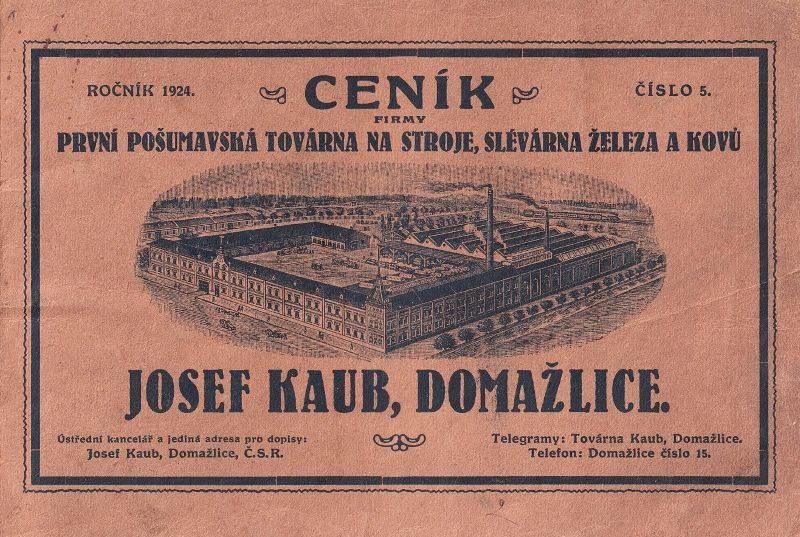 ROČNÍK 1924.
CENÍK
ČÍSLO 5.
FIRMY
PRVNÍ POŠUMAVSKÁ TOVÁRNA NA STROJE, SLÉVÁRNA ŽELEZA A KOVŮ
JOSEF KAUB, DOMAŽLICE.
Ústřední kancelář a jediná adresa pro dopisy:
Josef Kaub, Domažlice, Č.S.R.
Telegramy: Továrna Kaub, Domažlice.
Telefon: Domažlice číslo 15.